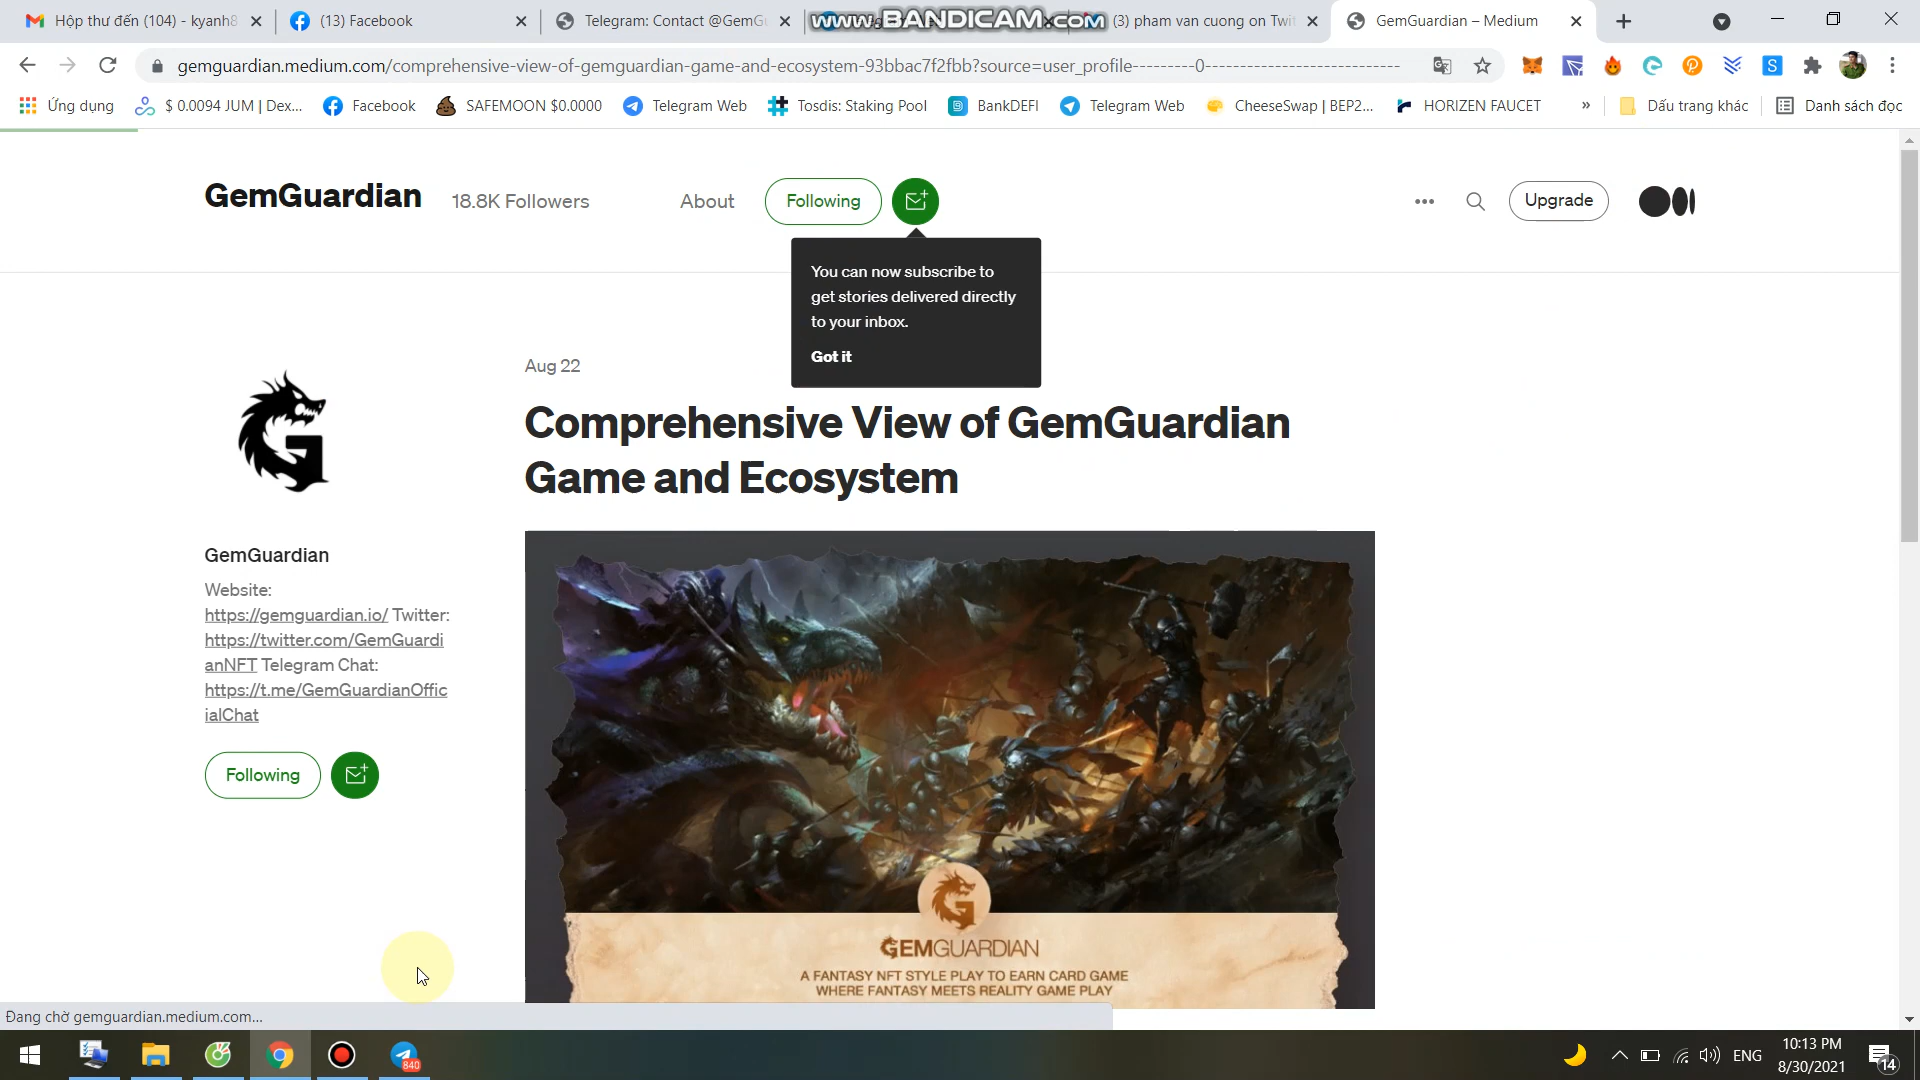 Hộp thư đến (104) - kyanh8
(13) Facebook
Telegram: Contact @GemGu
www.BANDICAM.com
(3) pham van cuong on Twit
GemGuardian – Medium
gemguardian.medium.com/comprehensive-view-of-gemguardian-game-and-ecosystem-93bbac7f2fbb?source=user_profile---------0----------------------------
Ứng dụng
$ 0.0094 JUM | Dex...
Facebook
SAFEMOON $0.0000
Telegram Web
Tosdis: Staking Pool
BankDEFI
Telegram Web
CheeseSwap | BEP2...
HORIZEN FAUCET
»
Dấu trang khác
Danh sách đọc
GemGuardian
18.8K Followers
About
Following
Upgrade
You can now subscribe to
get stories delivered directly
to your inbox.
Got it
Aug 22
Comprehensive View of GemGuardian
Game and Ecosystem
GemGuardian
Website:
https://gemguardian.io/ Twitter:
https://twitter.com/GemGuardi
anNFT Telegram Chat:
https://t.me/GemGuardianOffic
ialChat
Following
GEMGUARDIAN
A FANTASY NFT STYLE PLAY TO EARN CARD GAME
WHERE FANTASY MEETS REALITY GAME PLAY
Đang chờ gemguardian.medium.com...
840
ENG
10:13 PM
8/30/2021
14